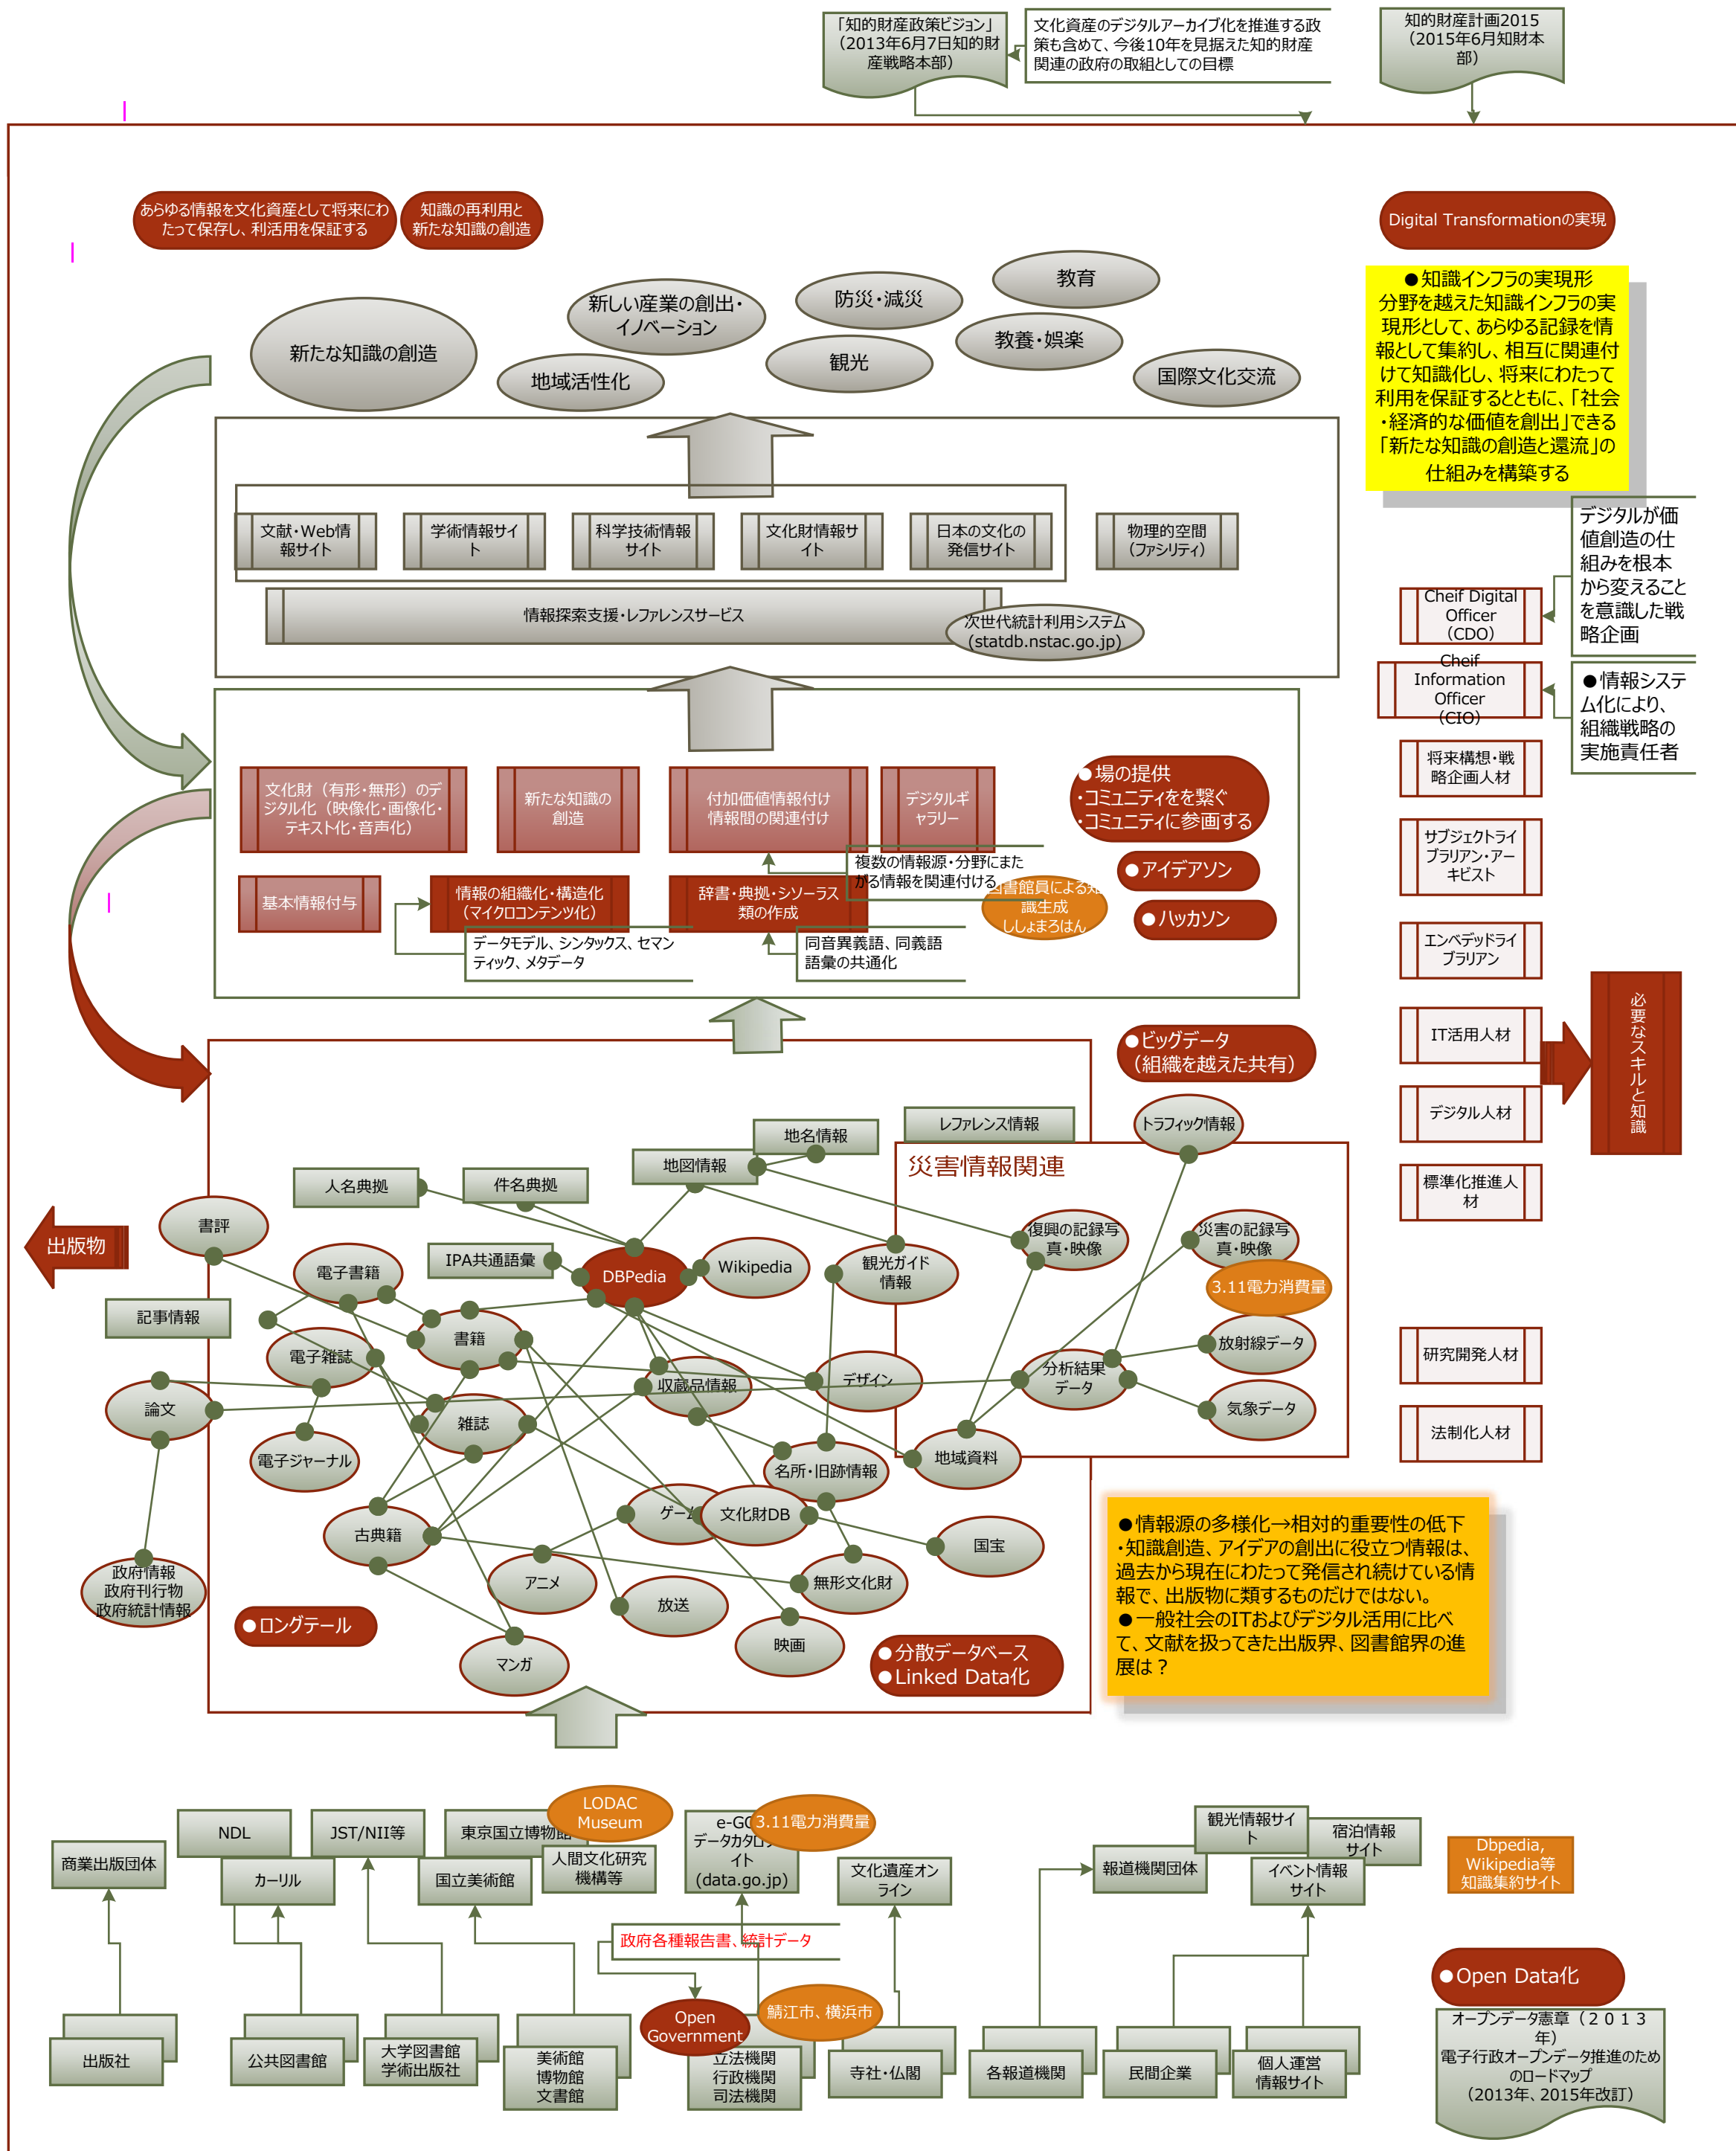 「知的財産政策ビジョン」
（2013年6月7日知的財
産戦略本部）
文化資産のデジタルアーカイブ化を推進する政
策も含めて、今後10年を見据えた知的財産
関連の政府の取組としての目標
知的財産計画2015
（2015年6月知財本
部）
あらゆる情報を文化資産として将来にわ
たって保存し、利活用を保証する
知識の再利用と
新たな知識の創造
Digital Transformationの実現
新たな知識の創造
新しい産業の創出・
イノベーション
地域活性化
防災・減災
観光
教育
教養・娯楽
国際文化交流
●知識インフラの実現形
分野を越えた知識インフラの実
現形として、あらゆる記録を情
報として集約し、相互に関連付
けて知識化し、将来にわたって
利用を保証するとともに、「社会
・経済的な価値を創出」できる
「新たな知識の創造と還流」の
仕組みを構築する
文献・Web情
報サイト
学術情報サイ
ト
科学技術情報
サイト
文化財情報サ
イト
日本の文化の
発信サイト
物理的空間
（ファシリティ）
情報探索支援・レファレンスサービス
次世代統計利用システム
(statdb.nstac.go.jp)
デジタルが価
値創造の仕
組みを根本
から変えること
を意識した戦
略企画
Cheif Digital
Officer
（CDO）
Cheif
Information
Officer
（CIO）
●情報システ
ム化により、
組織戦略の
実施責任者
将来構想・戦
略企画人材
サブジェクトライ
ブラリアン・アー
キビスト
エンベデッドライ
ブラリアン
IT活用人材
デジタル人材
標準化推進人
材
研究開発人材
法制化人材
必要なスキルと知識
文化財（有形・無形）のデ
ジタル化（映像化・画像化・
テキスト化・音声化）
新たな知識の
創造
付加価値情報付け
情報間の関連付け
デジタルギ
ャラリー
●場の提供
・コミュニティをを繋ぐ
・コミュニティに参画する
複数の情報源・分野にまた
がる情報を関連付ける
●アイデアソン
基本情報付与
情報の組織化・構造化
（マイクロコンテンツ化）
辞書・典拠・シソーラス
類の作成
図書館員による知
識生成
ししょまろはん
●ハッカソン
データモデル、シンタックス、セマン
ティック、メタデータ
同音異義語、同義語
語彙の共通化
●ビッグデータ
（組織を越えた共有）
地名情報
レファレンス情報
トラフィック情報
地図情報
災害情報関連
人名典拠
件名典拠
書評
出版物
復興の記録写
真・映像
災害の記録写
真・映像
電子書籍
IPA共通語彙
DBPedia
Wikipedia
観光ガイド
情報
3.11電力消費量
記事情報
書籍
放射線データ
電子雑誌
収蔵品情報
デザイン
分析結果
データ
論文
雑誌
気象データ
電子ジャーナル
名所・旧跡情報
地域資料
古典籍
ゲーム
文化財DB
国宝
政府情報
政府刊行物
政府統計情報
アニメ
放送
無形文化財
●ロングテール
映画
マンガ
●分散データベース
●Linked Data化
●情報源の多様化→相対的重要性の低下
・知識創造、アイデアの創出に役立つ情報は、
過去から現在にわたって発信され続けている情
報で、出版物に類するものだけではない。
●一般社会のITおよびデジタル活用に比べ
て、文献を扱ってきた出版界、図書館界の進
展は？
商業出版団体
NDL
カーリル
JST/NII等
東京国立博物館
国立美術館
LODAC
Museum
人間文化研究
機構等
e-GO
データカタログ
イト
(data.go.jp)
3.11電力消費量
文化遺産オン
ライン
報道機関団体
観光情報サイ
ト
宿泊情報
サイト
イベント情報
サイト
Dbpedia,
Wikipedia等
知識集約サイト
政府各種報告書、統計データ
●Open Data化
Open
Government
鯖江市、横浜市
出版社
公共図書館
大学図書館
学術出版社
美術館
博物館
文書館
立法機関
行政機関
司法機関
寺社・仏閣
各報道機関
民間企業
個人運営
情報サイト
オープンデータ憲章（２０１３
年）
電子行政オープンデータ推進のため
のロードマップ
（2013年、2015年改訂）